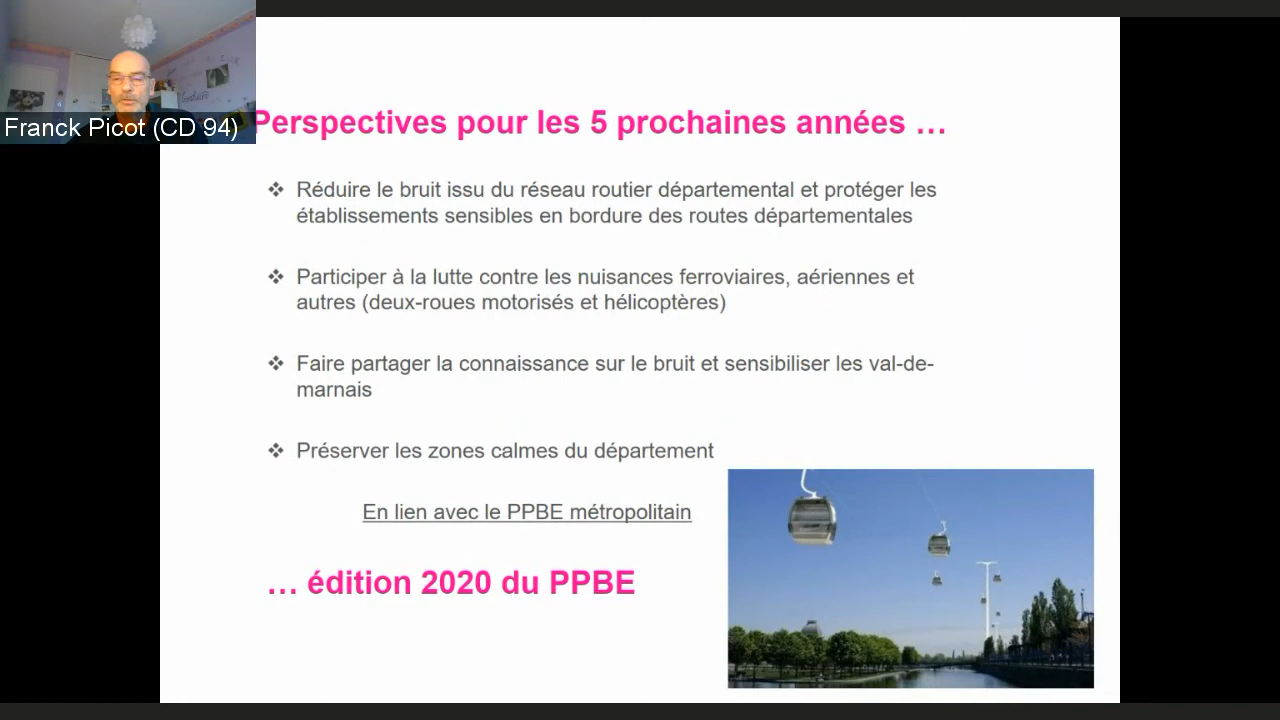 Franck Picot (CD 94)
Perspectives pour les 5 prochaines années …
❖ Réduire le bruit issu du réseau routier départemental et protéger les
établissements sensibles en bordure des routes départementales
❖ Participer à la lutte contre les nuisances ferroviaires, aériennes et
autres (deux-roues motorisés et hélicoptères)
❖ Faire partager la connaissance sur le bruit et sensibiliser les val-de-
marnais
❖ Préserver les zones calmes du département
En lien avec le PPBE métropolitain
… édition 2020 du PPBE